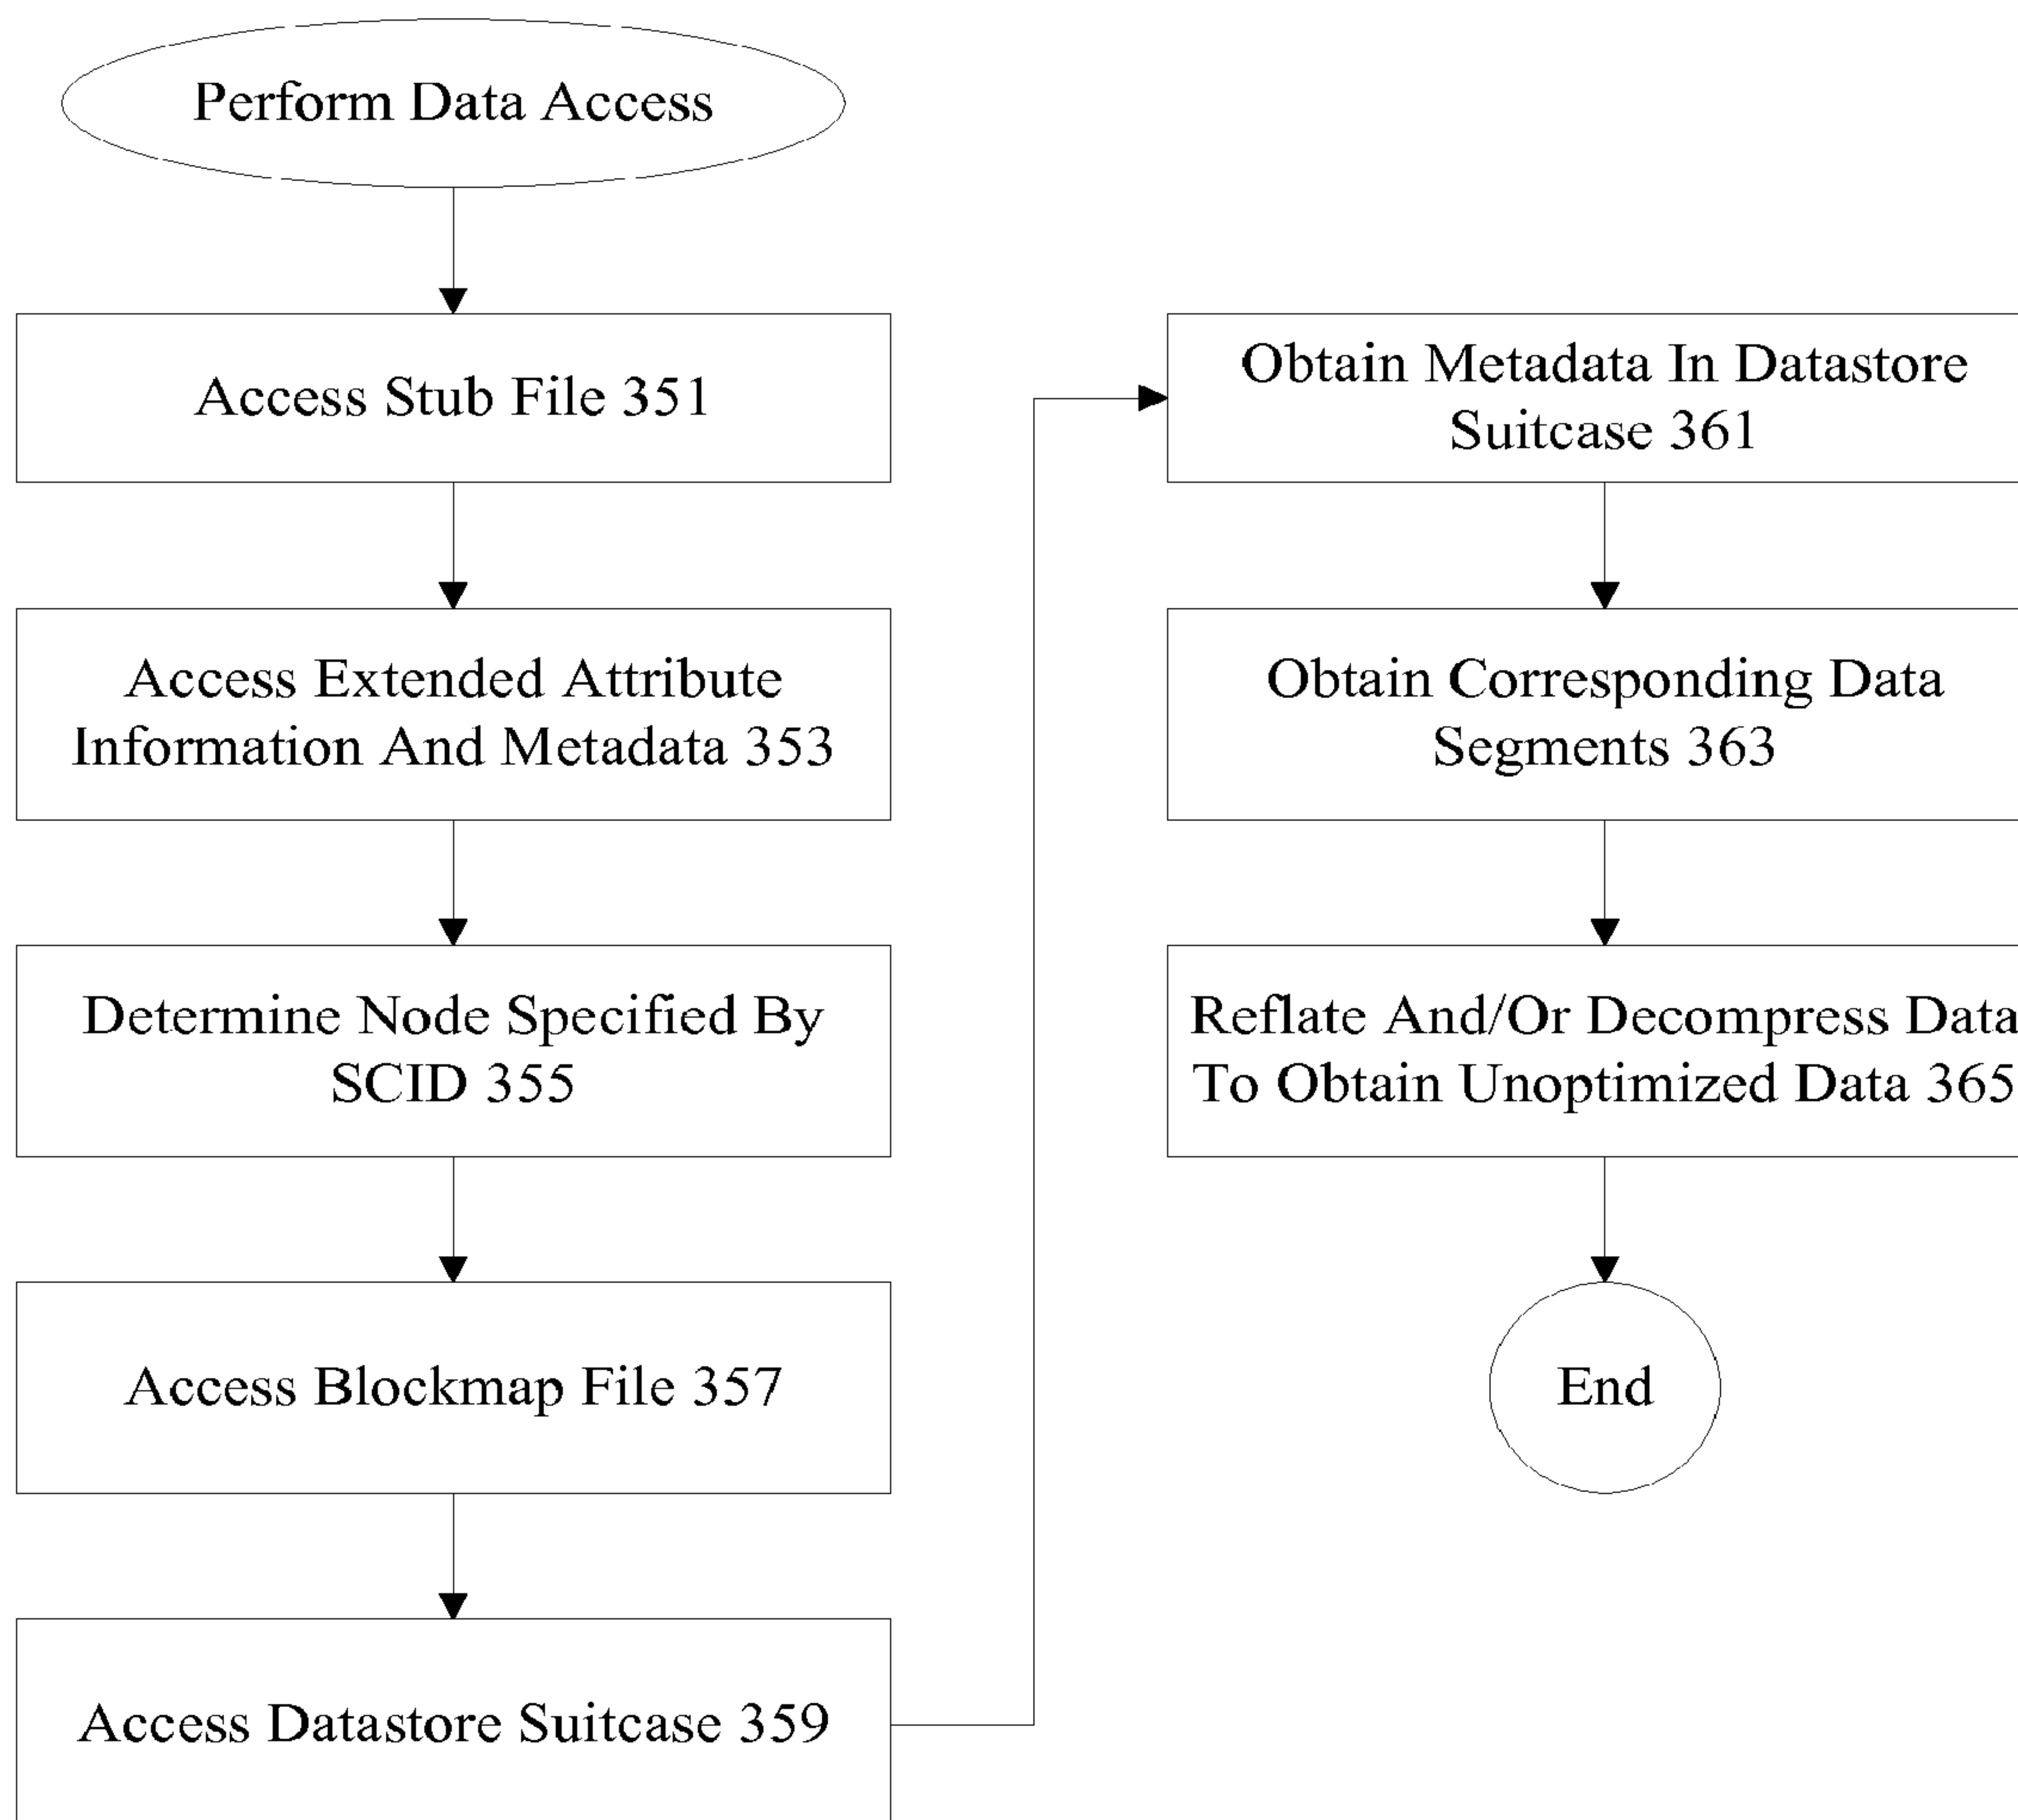 Perform Data Access
Access Stub File 351
Access Extended Attribute
Information And Metadata 353
Determine Node Specified By
SCID 355
Access Blockmap File 357
Access Datastore Suitcase 359
Obtain Metadata In Datastore
Suitcase 361
Obtain Corresponding Data
Segments 363
Reflate And/Or Decompress Data
To Obtain Unoptimized Data 365
End